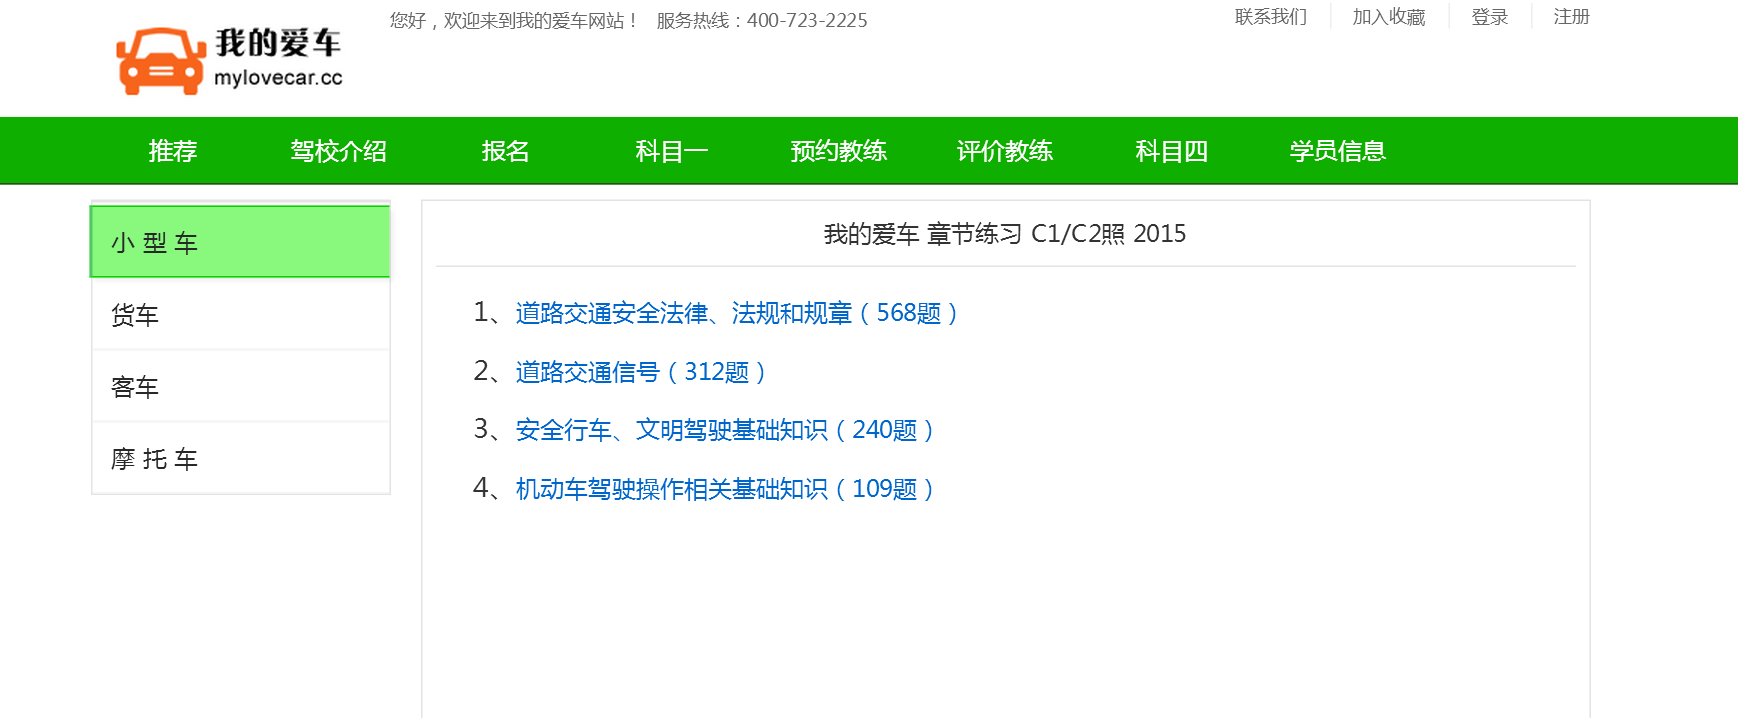 您好，欢迎来到我的爱车网站！ 服务热线：400-723-2225
联系我们 加入收藏 登录 注册
我的爱车
mylovecar.cc
推荐 驾校介绍 报名 科目一 预约教练 评价教练 科目四 学员信息
小 型 车
货车
客车
摩 托 车
我的爱车 章节练习 C1/C2照 2015
1、道路交通安全法律、法规和规章（568题）
2、道路交通信号（312题）
3、安全行车、文明驾驶基础知识（240题）
4、机动车驾驶操作相关基础知识（109题）